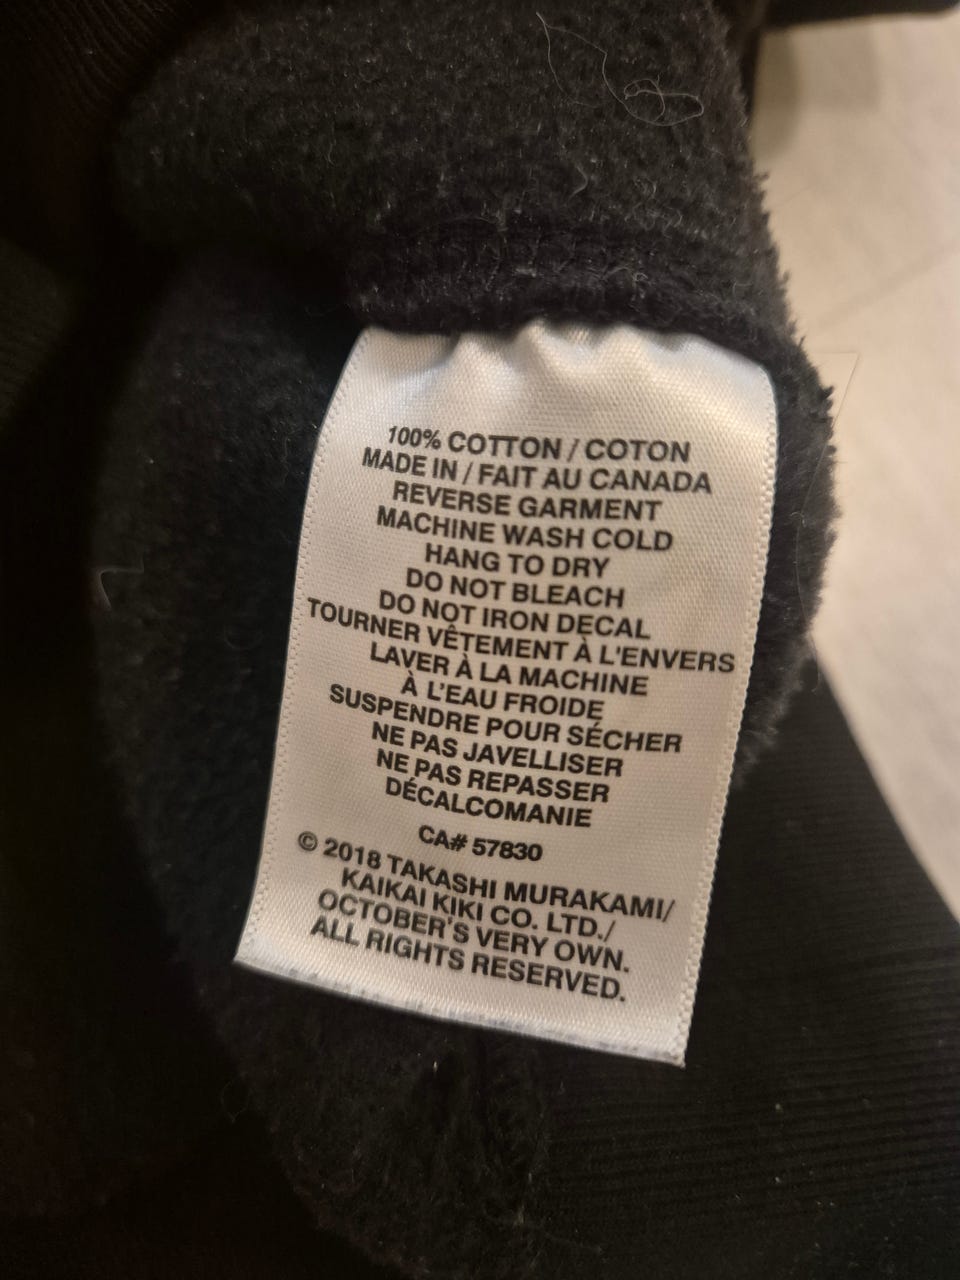 100% COTTON / COTON
MADE IN / FAIT AU CANADA
REVERSE GARMENT
MACHINE WASH COLD
HANG TO DRY
DO NOT BLEACH
DO NOT IRON DECAL
TOURNER VÊTEMENT À L'ENVERS
LAVER À LA MACHINE
À L'EAU FROIDE
SUSPENDRE POUR SÉCHER
NE PAS JAVELLISER
NE PAS REPASSER
DÉCALCOMANIE
CA# 57830
© 2018 TAKASHI MURAKAMI/
KAIKAI KIKI CO. LTD./
OCTOBER'S VERY OWN.
ALL RIGHTS RESERVED.